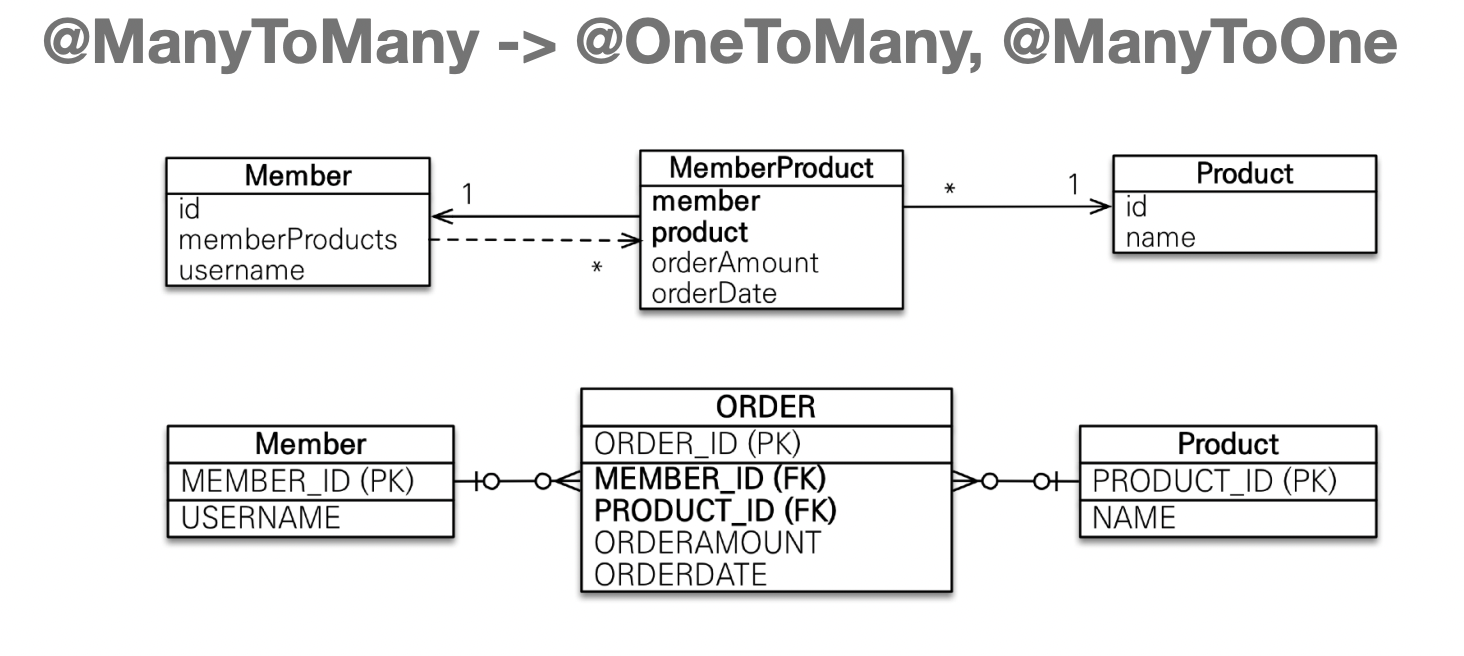 @ManyToMany -> @OneToMany, @ManyToOne
Member
id
memberProducts
username
1
*
MemberProduct
member
product
orderAmount
orderDate
*
1
Product
id
name
Member
MEMBER_ID (PK)
USERNAME
ORDER
ORDER_ID (PK)
MEMBER_ID (FK)
PRODUCT_ID (FK)
ORDERAMOUNT
ORDERDATE
Product
PRODUCT_ID (PK)
NAME